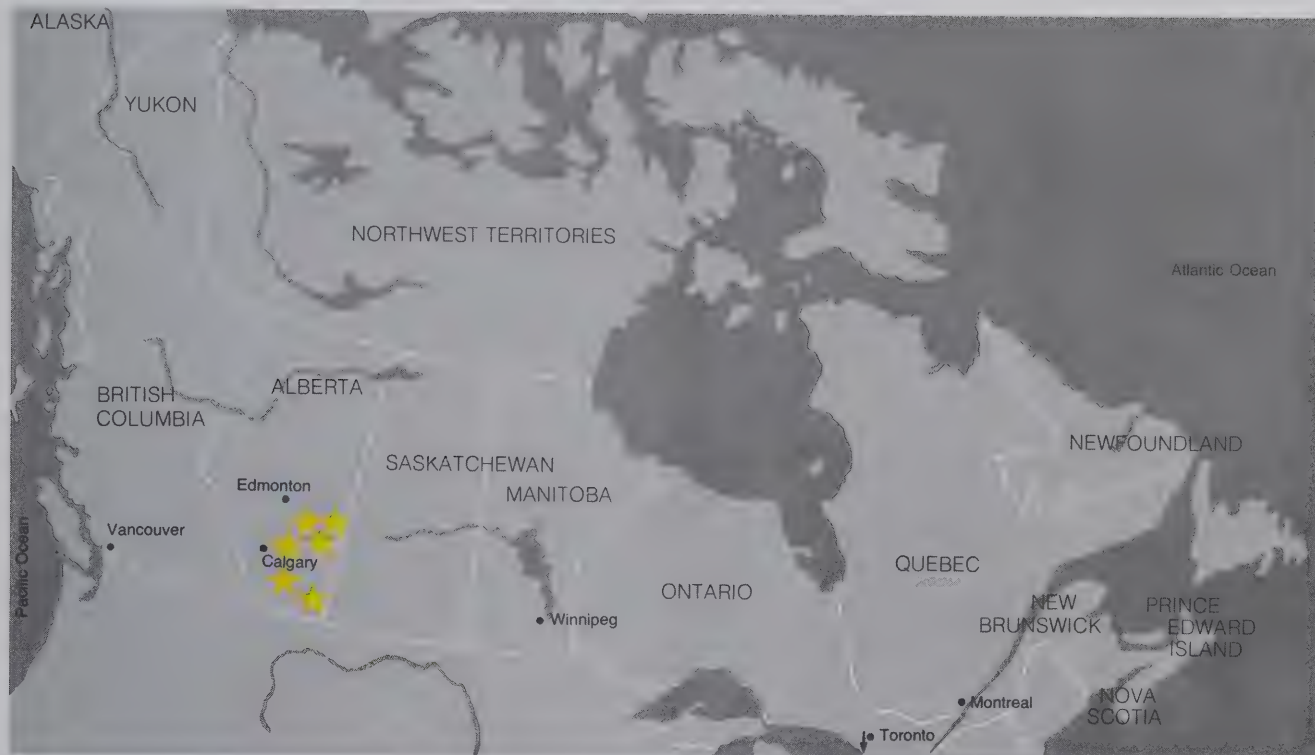 ALASKA
YUKON
NORTHWEST TERRITORIES
Atlantic Ocean
BRITISH
COLUMBIA
ALBERTA
NEWFOUNDLAND
SASKATCHEWAN
MANITOBA
Edmonton
Vancouver
Calgary
Pacific Ocean
QUEBEC
ONTARIO
Winnipeg
NEW
BRUNSWICK
PRINCE
EDWARD
ISLAND
Montreal
NOVA
SCOTIA
Toronto